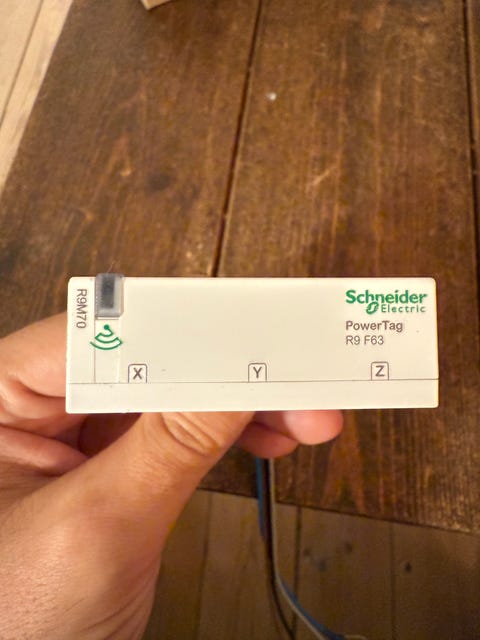 R9M70
Schneider
Electric
PowerTag
R9 F63
X
Y
Z